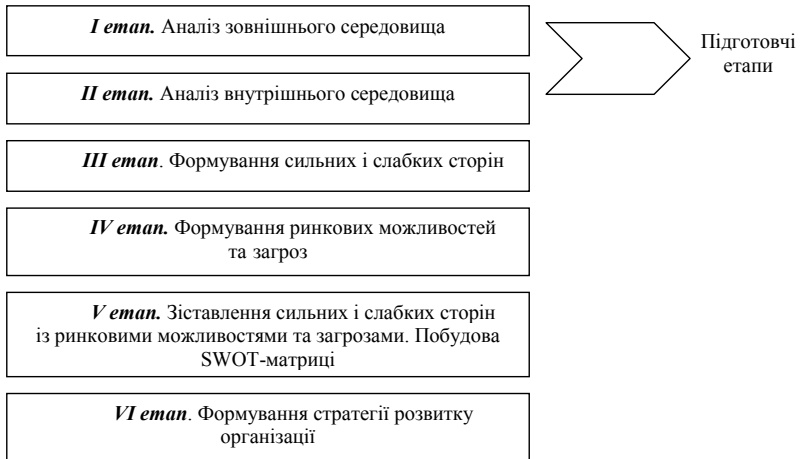 I етап. Аналіз зовнішнього середовища
Підготовчі
етапи
II етап. Аналіз внутрішнього середовища
III етап. Формування сильних і слабких сторін
IV етап. Формування ринкових можливостей
та загроз
V етап. Зіставлення сильних і слабких сторін
із ринковими можливостями та загрозами. Побудова
SWOT-матриці
VI етап. Формування стратегії розвитку
організації